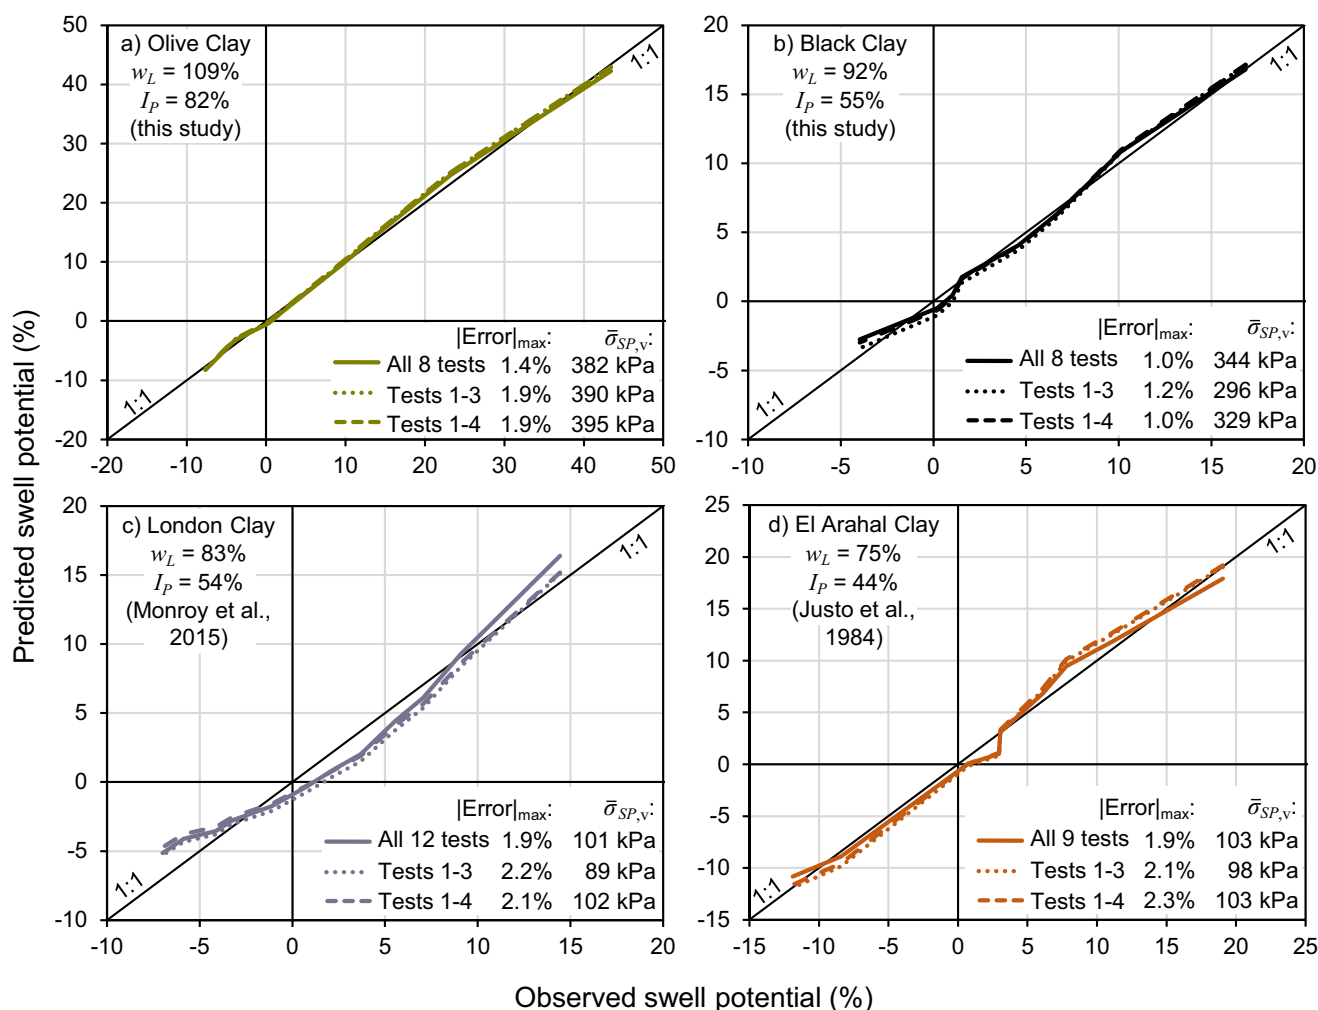 Predicted swell potential (%)
50
40
30
20
10
0
-10
-20
-20 -10 0 10 20 30 40 50
a) Olive Clay
w_L = 109%
I_P = 82%
(this study)
1:1
1:1
|Error|max: σ̄SP,v:
All 8 tests 1.4% 382 kPa
Tests 1-3 1.9% 390 kPa
Tests 1-4 1.9% 395 kPa
20
15
10
5
0
-5
-10
-10 -5 0 5 10 15 20
b) Black Clay
w_L = 92%
I_P = 55%
(this study)
1:1
1:1
|Error|max: σ̄SP,v:
All 8 tests 1.0% 344 kPa
Tests 1-3 1.2% 296 kPa
Tests 1-4 1.0% 329 kPa
20
15
10
5
0
-5
-10
-10 -5 0 5 10 15 20
c) London Clay
w_L = 83%
I_P = 54%
(Monroy et al.,
2015)
1:1
1:1
|Error|max: σ̄SP,v:
All 12 tests 1.9% 101 kPa
Tests 1-3 2.2% 89 kPa
Tests 1-4 2.1% 102 kPa
25
20
15
10
5
0
-5
-10
-15
-15 -10 -5 0 5 10 15 20 25
d) El Arahal Clay
w_L = 75%
I_P = 44%
(Justo et al.,
1984)
1:1
1:1
|Error|max: σ̄SP,v:
All 9 tests 1.9% 103 kPa
Tests 1-3 2.1% 98 kPa
Tests 1-4 2.3% 103 kPa
Observed swell potential (%)